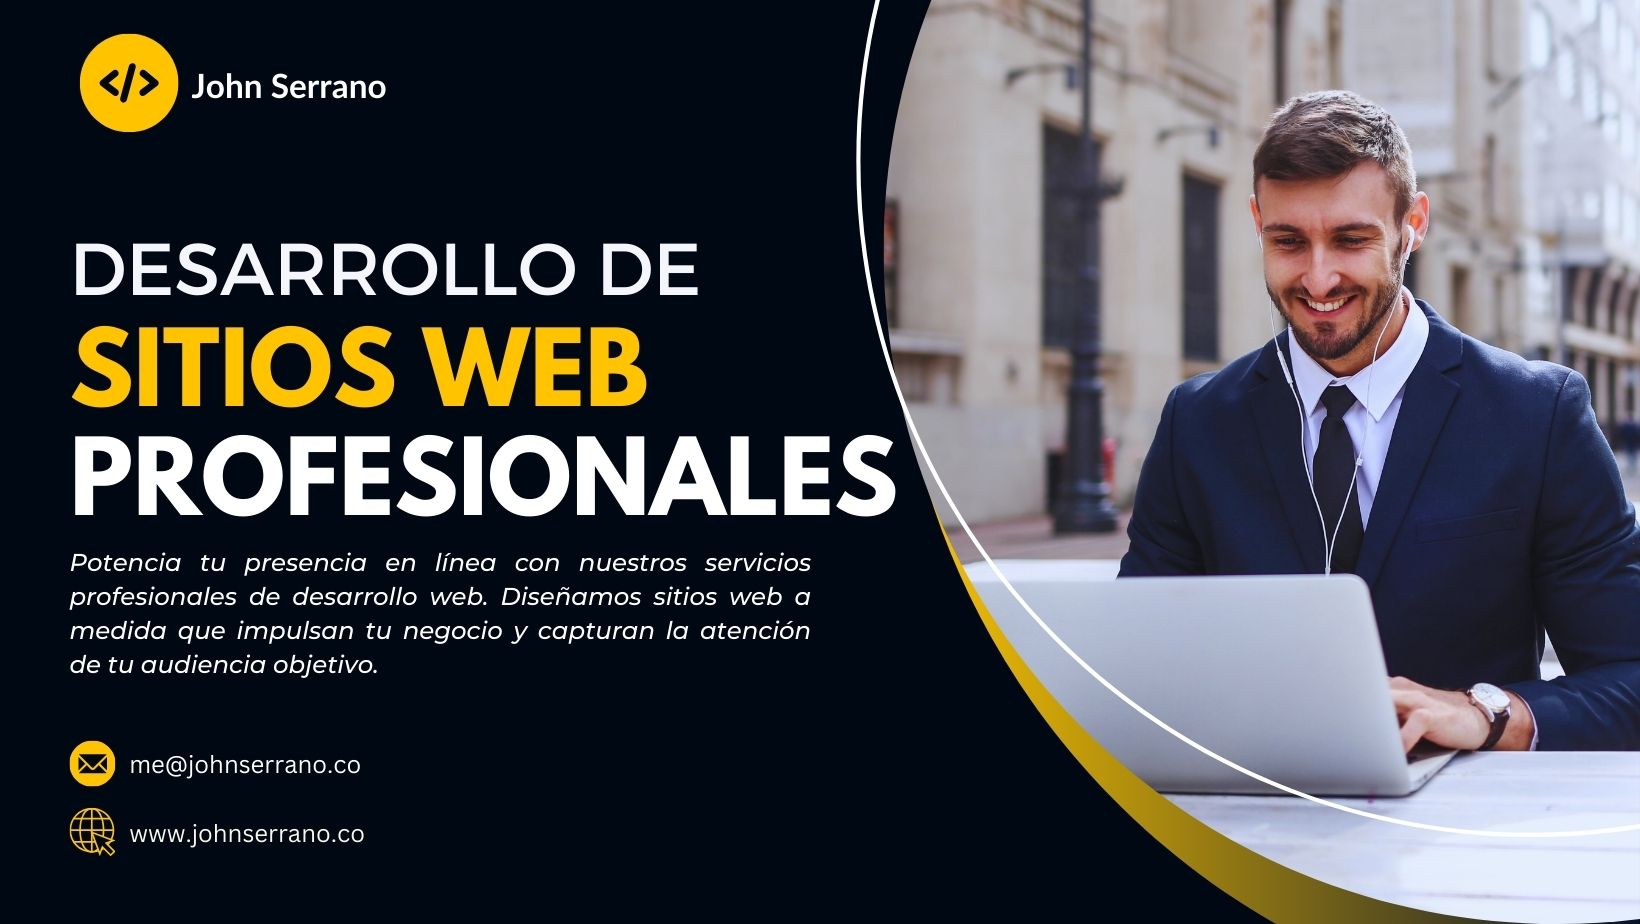 John Serrano
DESARROLLO DE
SITIOS WEB
PROFESIONALES
Potencia tu presencia en línea con nuestros servicios
profesionales de desarrollo web. Diseñamos sitios web a
medida que impulsan tu negocio y capturan la atención
de tu audiencia objetivo.
me@johnserrano.co
www.johnserrano.co